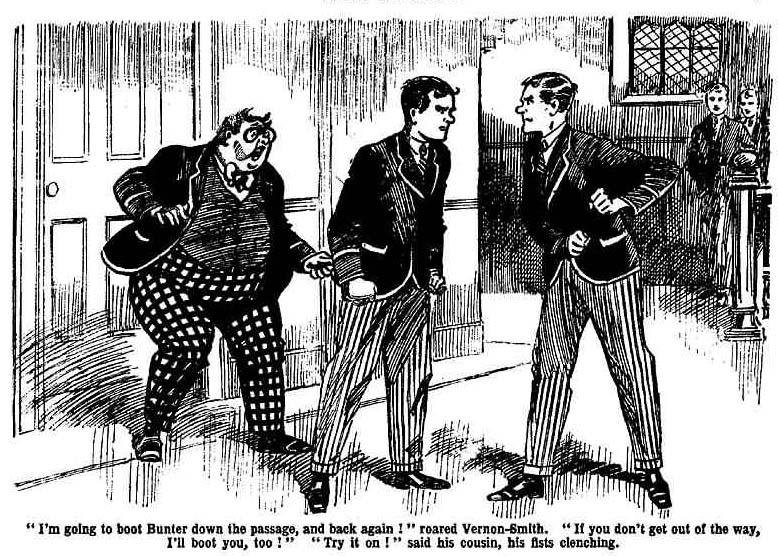 “ I'm going to boot Bunter down the passage, and back again ! ” roared Vernon-Smith. “ If you don't get out of the way,
I'll boot you, too ! ” “ Try it on ! ” said his cousin, his fists clenching.